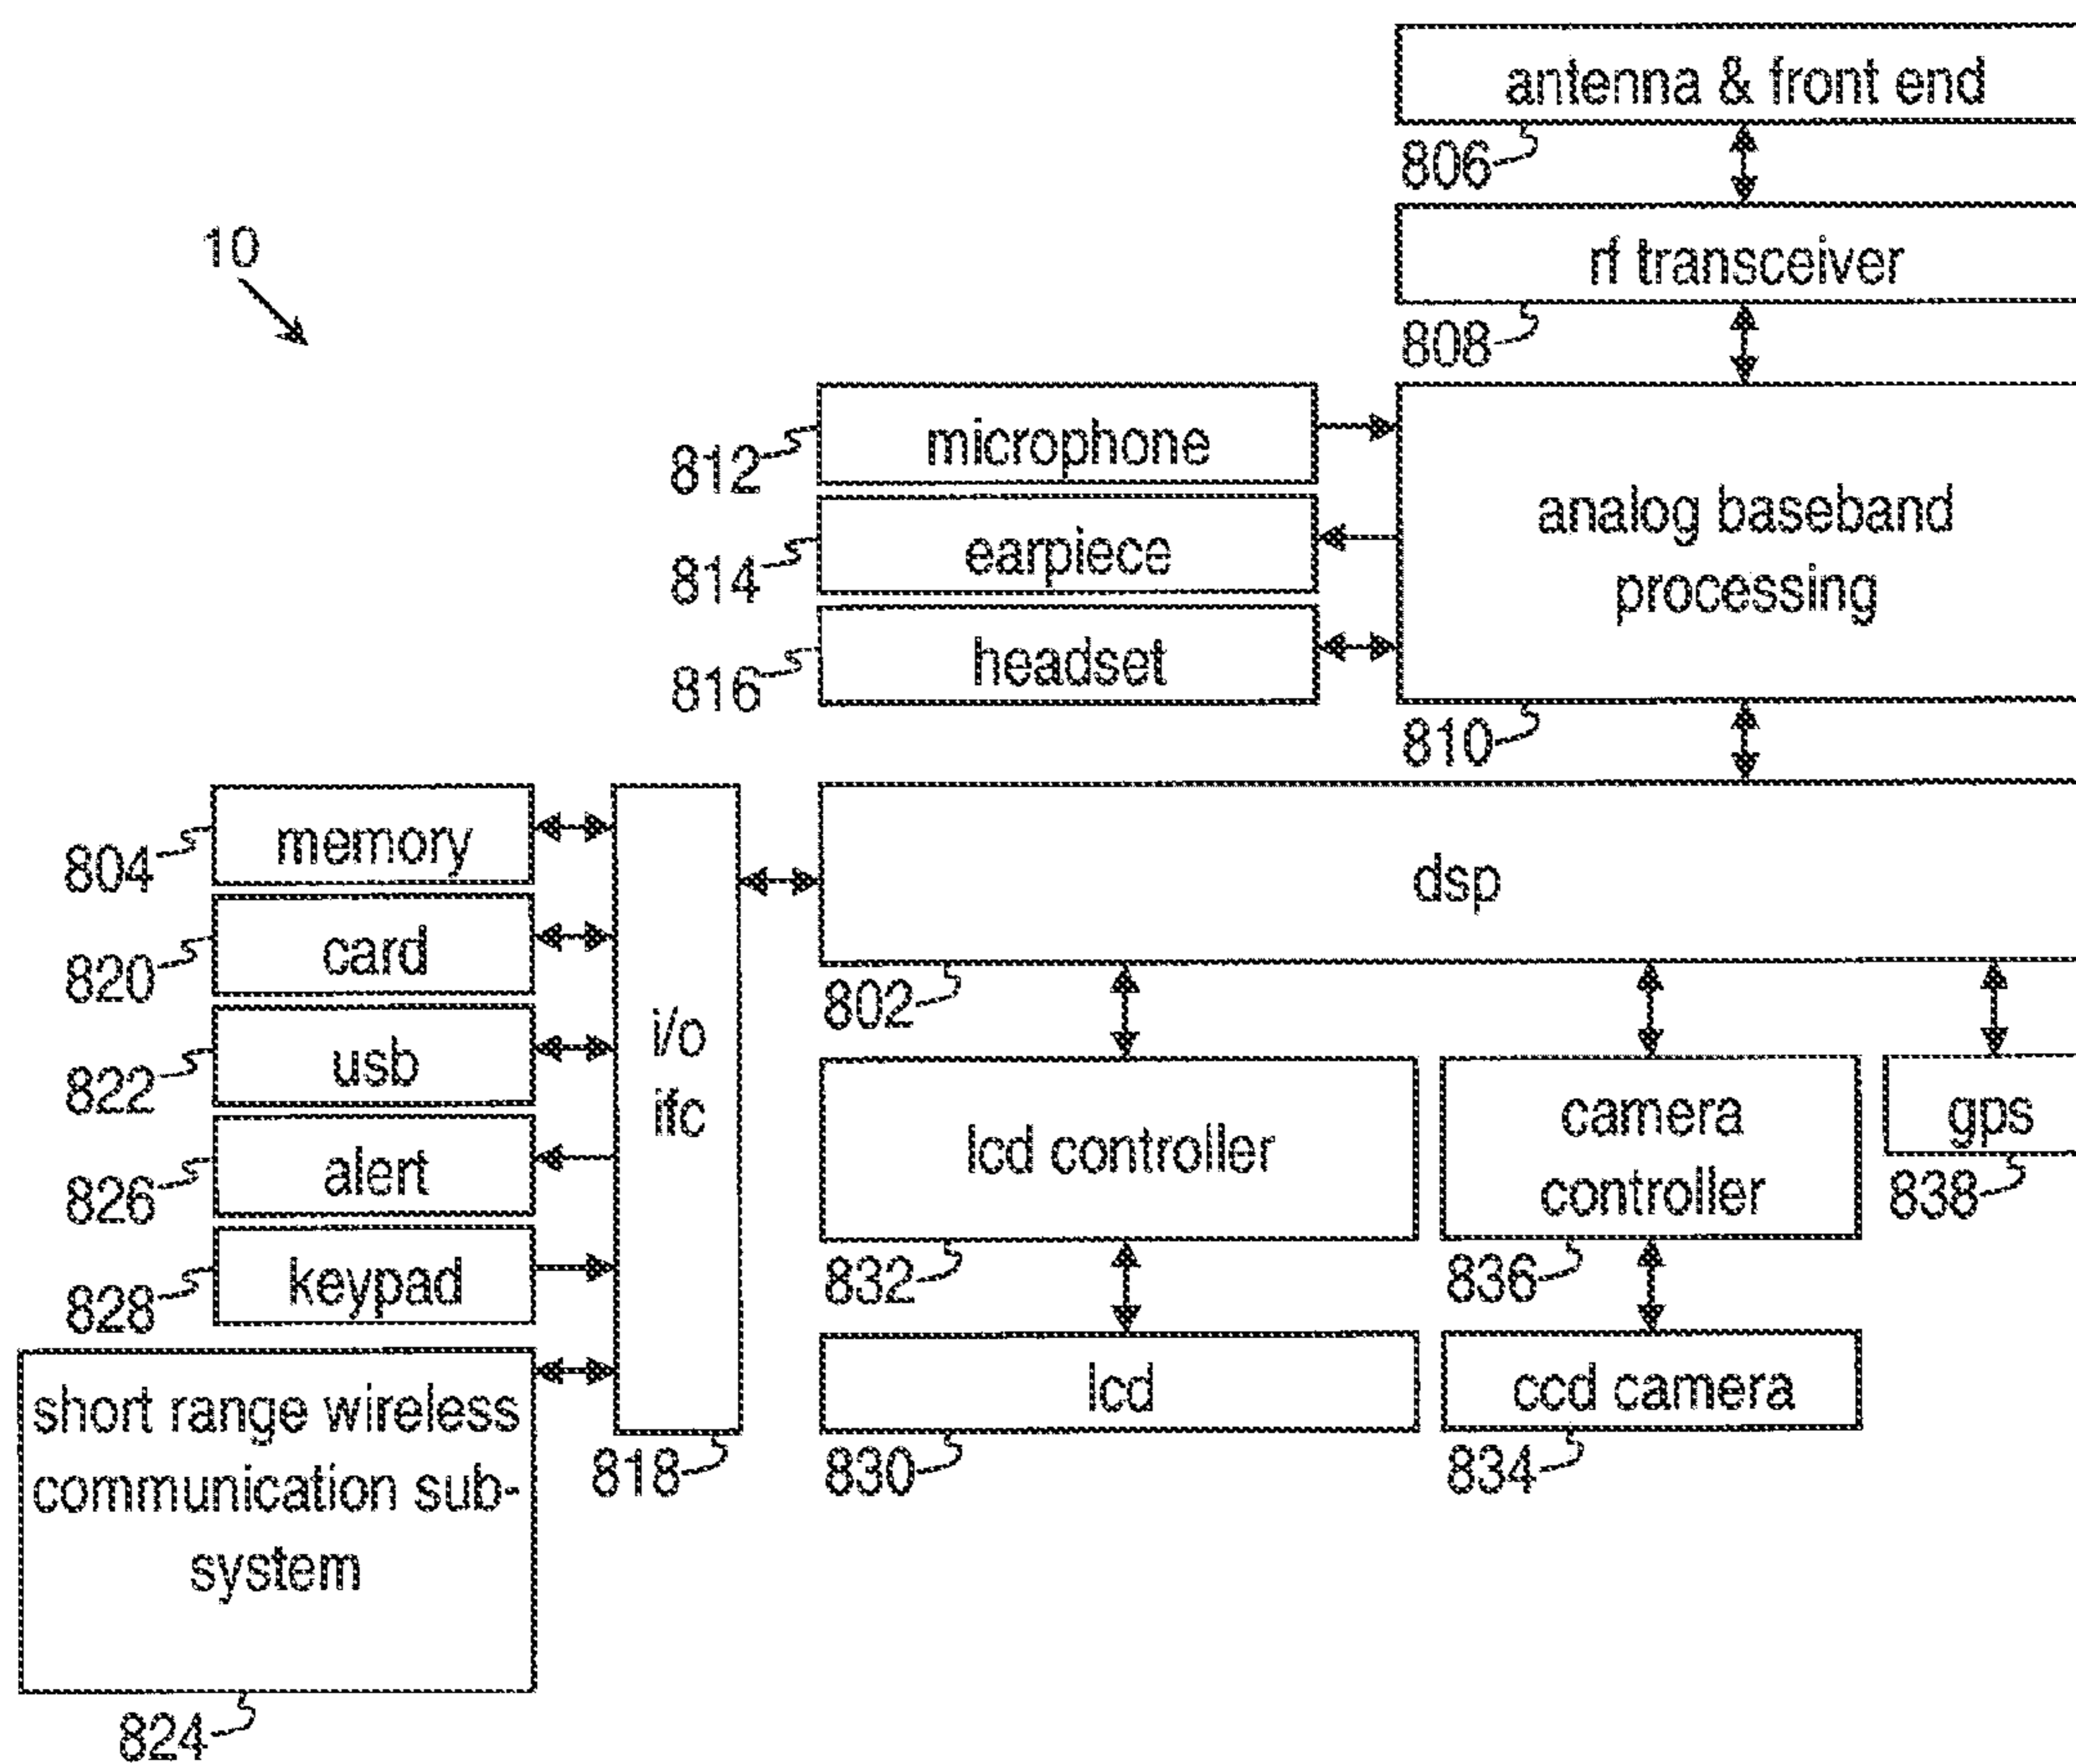 antenna & front end
806
10
rf transceiver
808
microphone
812
earpiece
814
headset
816
analog baseband
processing
810
memory
804
card
820
usb
822
alert
826
keypad
828
short range wireless
communication sub-
system
824
i/o
ifc
818
dsp
802
lcd controller
832
camera
controller
836
gps
838
lcd
830
ccd camera
834